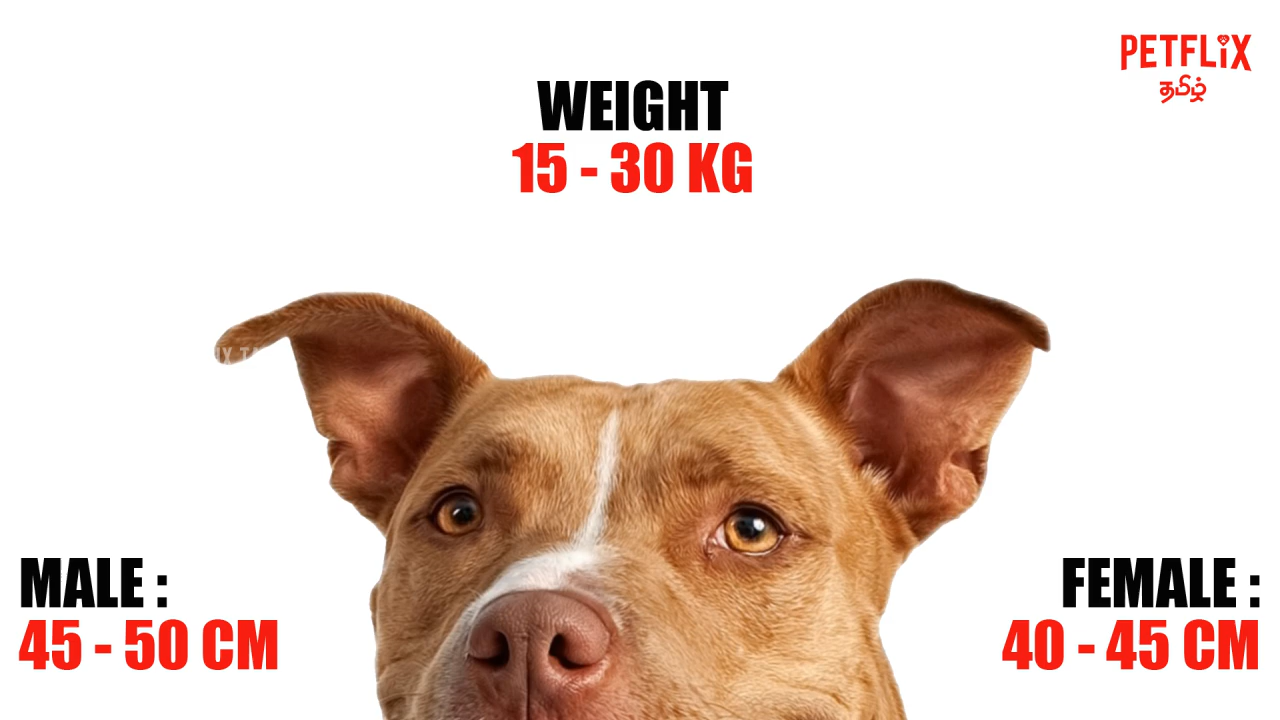 PETFLiX
தமிழ்
WEIGHT
15 - 30 KG
MALE :
45 - 50 CM
FEMALE :
40 - 45 CM